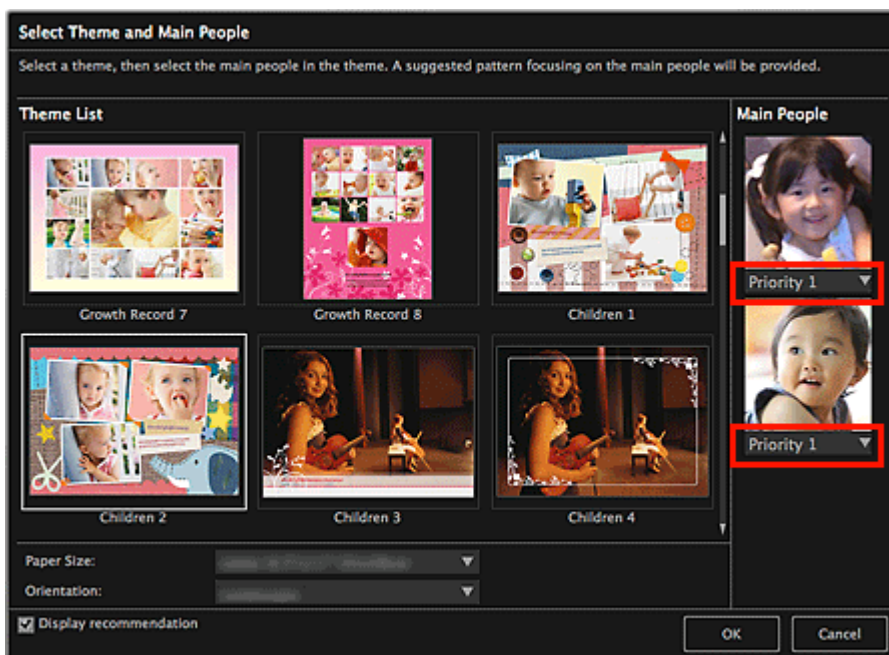 Select Theme and Main People
Select a theme, then select the main people in the theme. A suggested pattern focusing on the main people will be provided.
Theme List
Main People
Growth Record 7
Growth Record 8
Children 1
Priority 1
Children 2
Children 3
Children 4
Priority 1
Paper Size:
Orientation:
Display recommendation
OK
Cancel